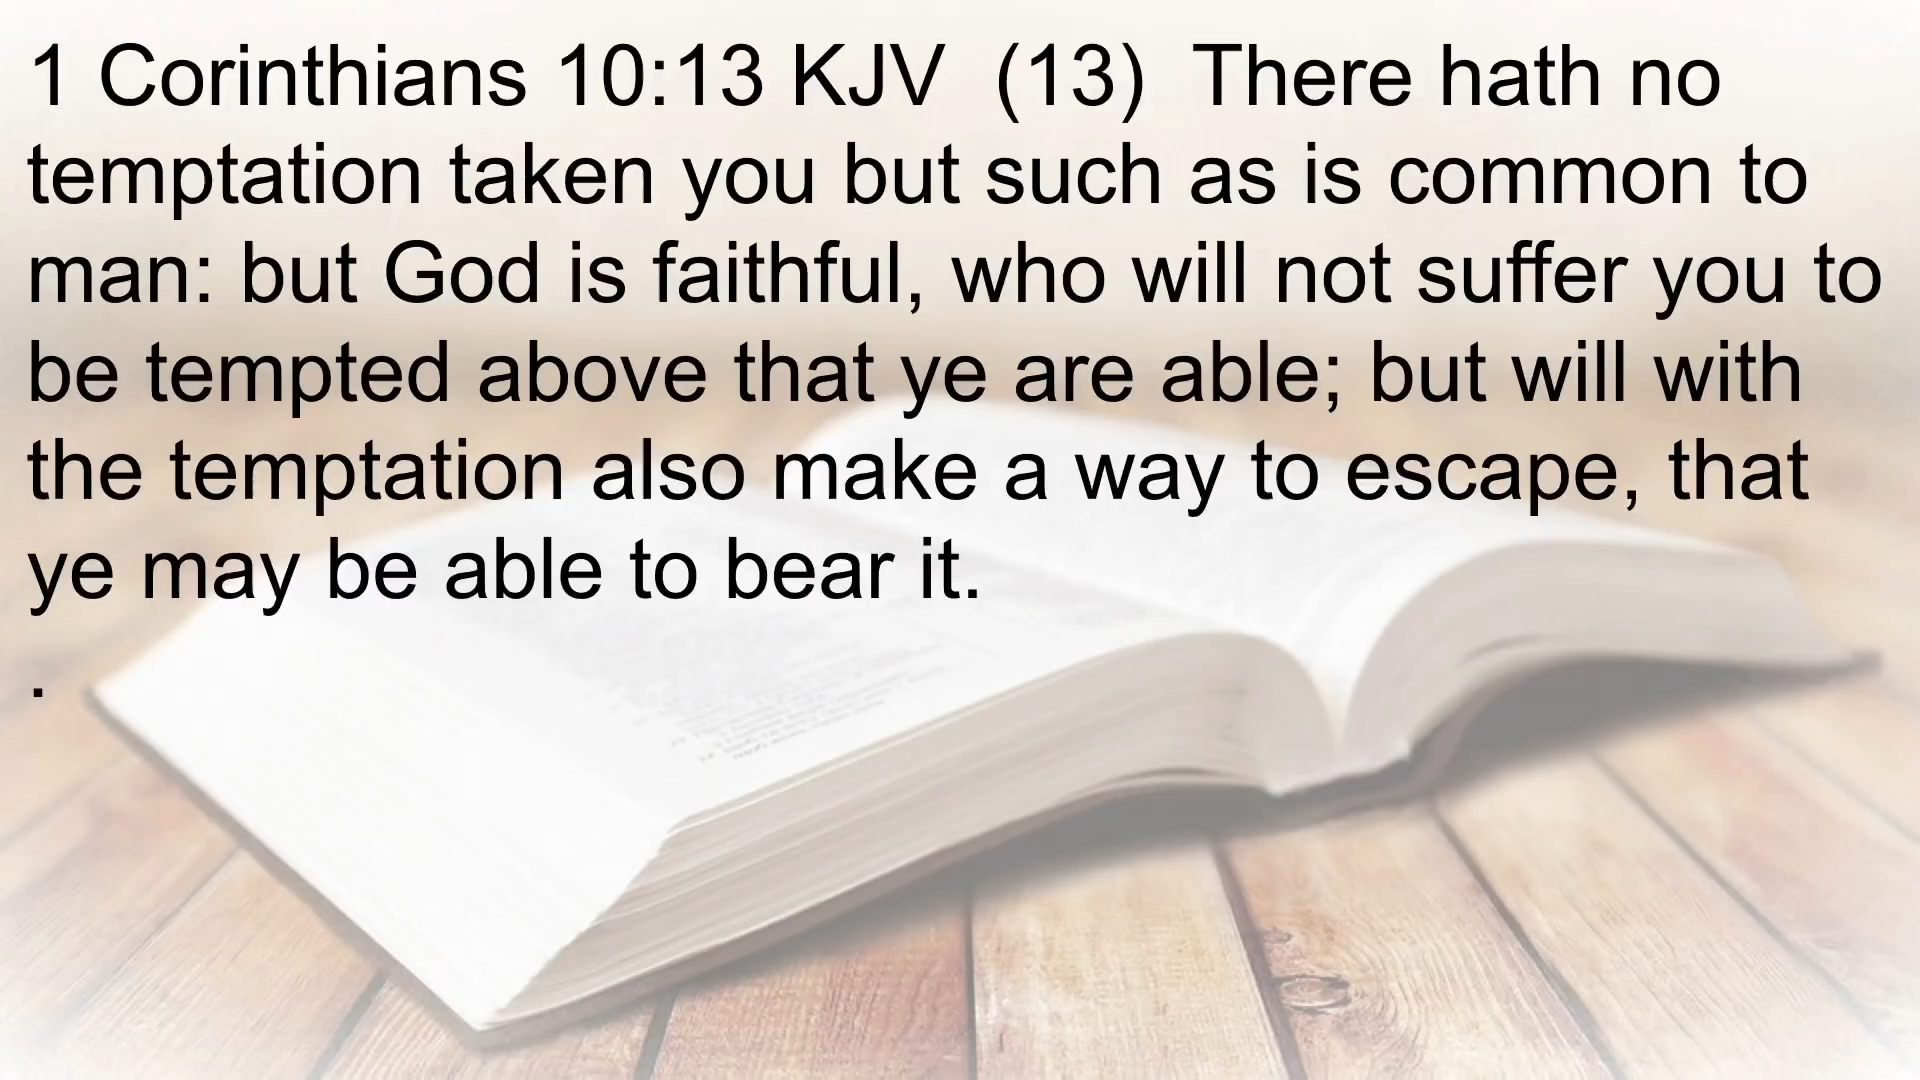 1 Corinthians 10:13 KJV  (13)  There hath no
temptation taken you but such as is common to
man: but God is faithful, who will not suffer you to
be tempted above that ye are able; but will with
the temptation also make a way to escape, that
ye may be able to bear it.
.